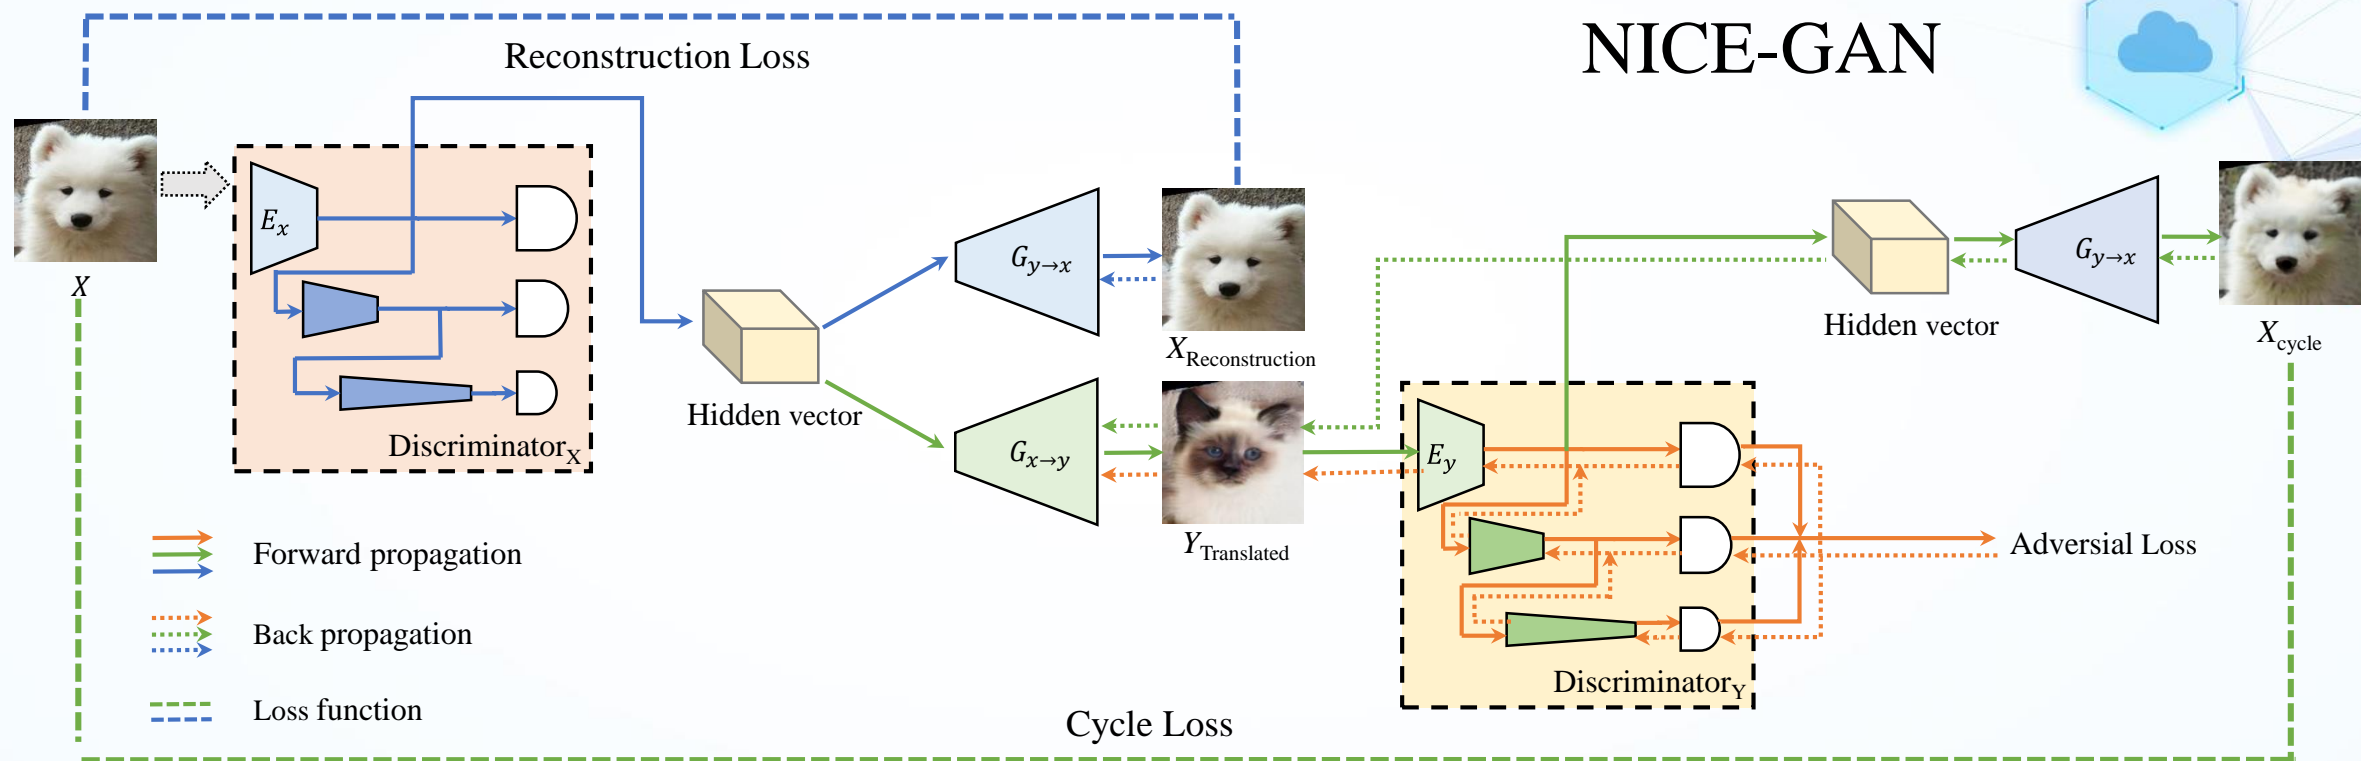 NICE-GAN
Reconstruction Loss
X
E_x
Discriminator_X
Hidden vector
G_{y→x}
X_Reconstruction
G_{x→y}
Y_Translated
E_y
Discriminator_Y
Hidden vector
G_{y→x}
X_cycle
Adversial Loss
Forward propagation
Back propagation
Loss function
Cycle Loss